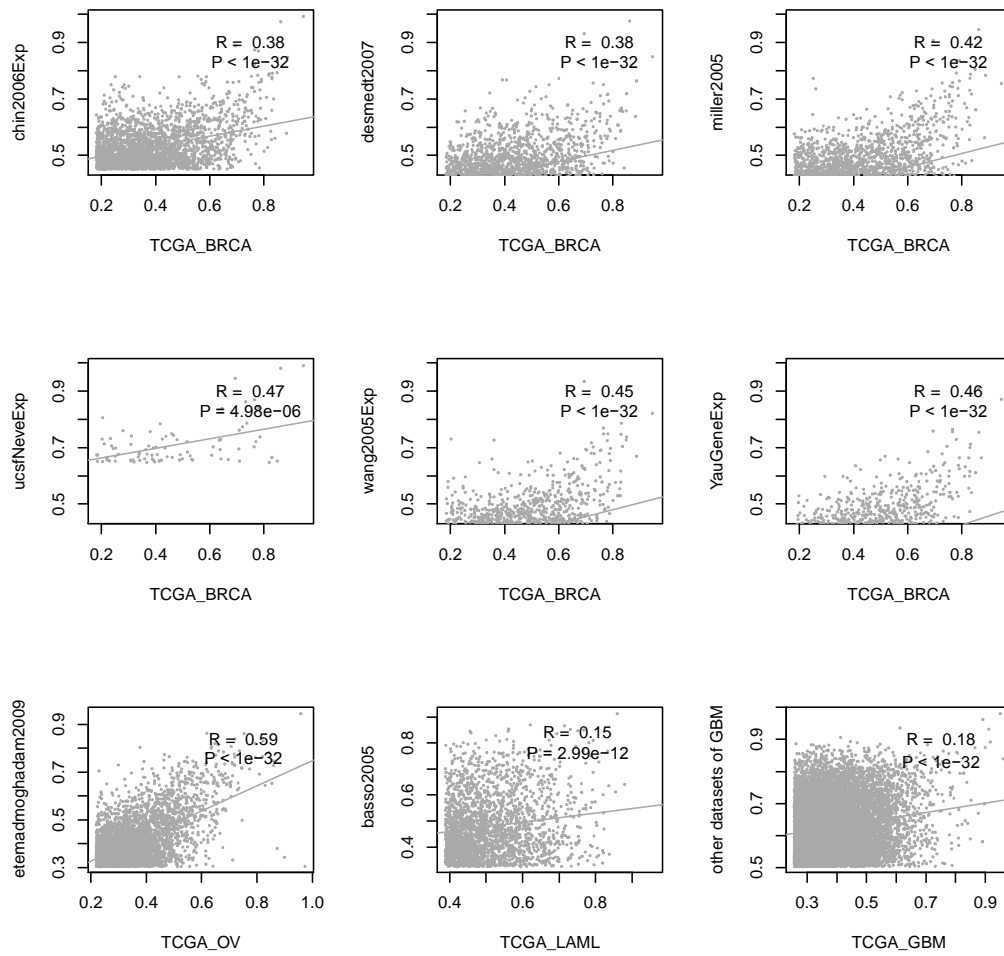 chin2006Exp
0.5 0.7 0.9
R = 0.38
P < 1e−32
0.2 0.4 0.6 0.8
TCGA_BRCA
desmedt2007
0.5 0.7 0.9
R = 0.38
P < 1e−32
0.2 0.4 0.6 0.8
TCGA_BRCA
miller2005
0.5 0.7 0.9
R = 0.42
P < 1e−32
0.2 0.4 0.6 0.8
TCGA_BRCA
ucsfNeveExp
0.5 0.7 0.9
R = 0.47
P = 4.98e−06
0.2 0.4 0.6 0.8
TCGA_BRCA
wang2005Exp
0.5 0.7 0.9
R = 0.45
P < 1e−32
0.2 0.4 0.6 0.8
TCGA_BRCA
YauGeneExp
0.5 0.7 0.9
R = 0.46
P < 1e−32
0.2 0.4 0.6 0.8
TCGA_BRCA
etemadmoghadam2009
0.3 0.5 0.7 0.9
R = 0.59
P < 1e−32
0.2 0.4 0.6 0.8 1.0
TCGA_OV
basso2005
0.4 0.6 0.8
R = 0.15
P = 2.99e−12
0.4 0.6 0.8
TCGA_LAML
other datasets of GBM
0.5 0.7 0.9
R = 0.18
P < 1e−32
0.3 0.5 0.7 0.9
TCGA_GBM